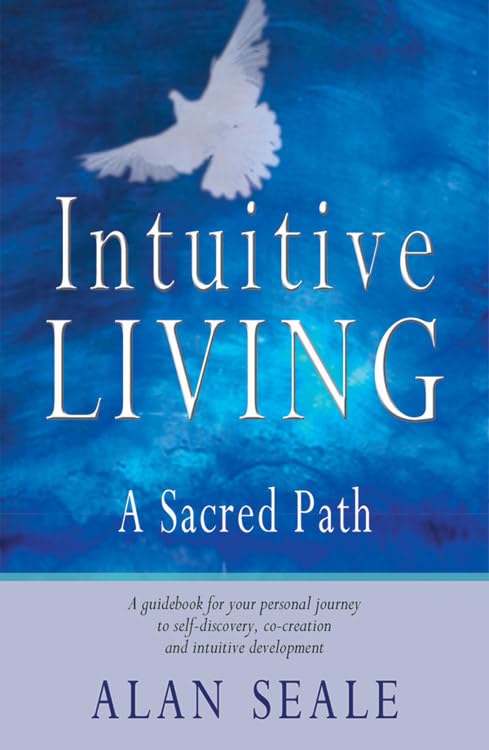 Intuitive
LIVING
A Sacred Path
A guidebook for your personal journey
to self-discovery, co-creation
and intuitive development
ALAN SEALE